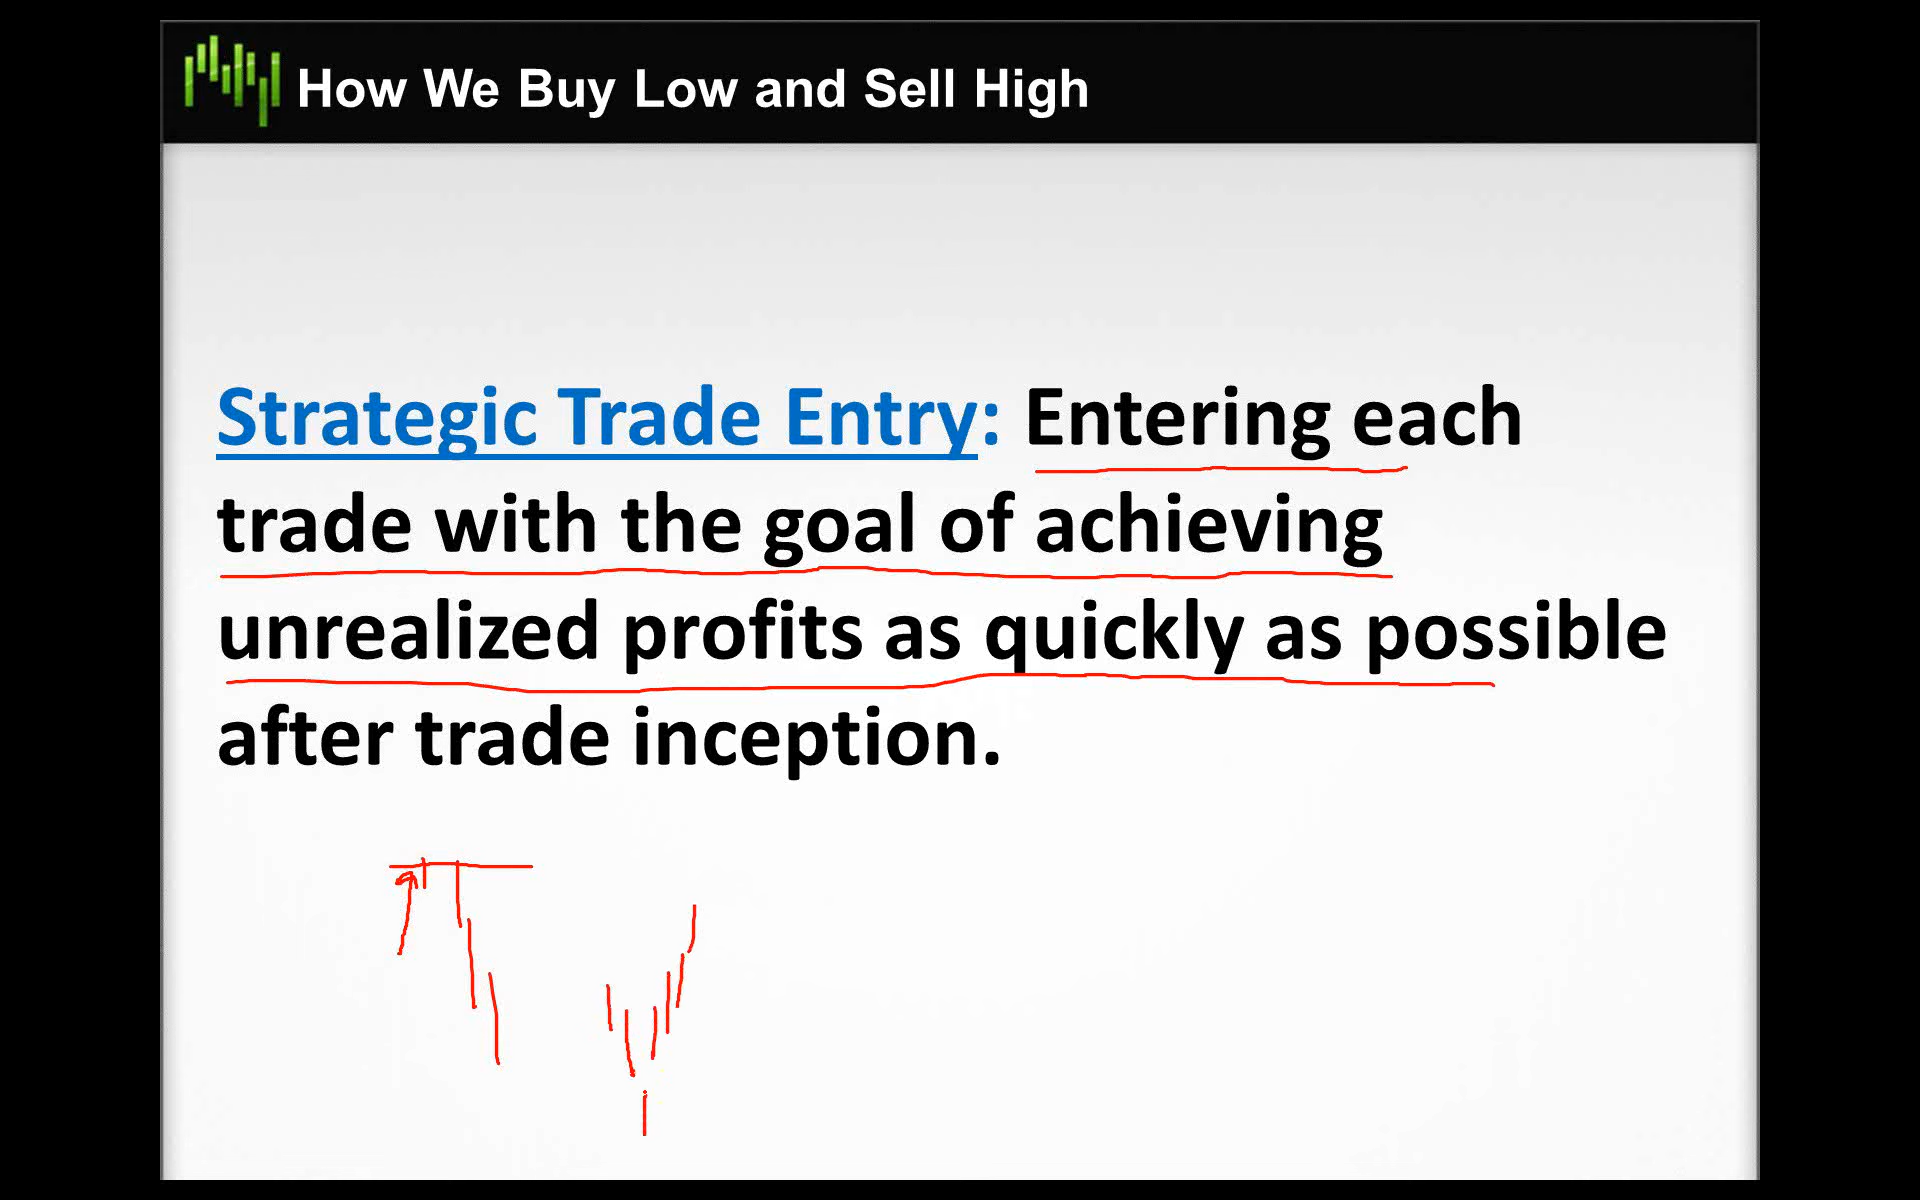 How We Buy Low and Sell High
Strategic Trade Entry: Entering each
trade with the goal of achieving
unrealized profits as quickly as possible
after trade inception.